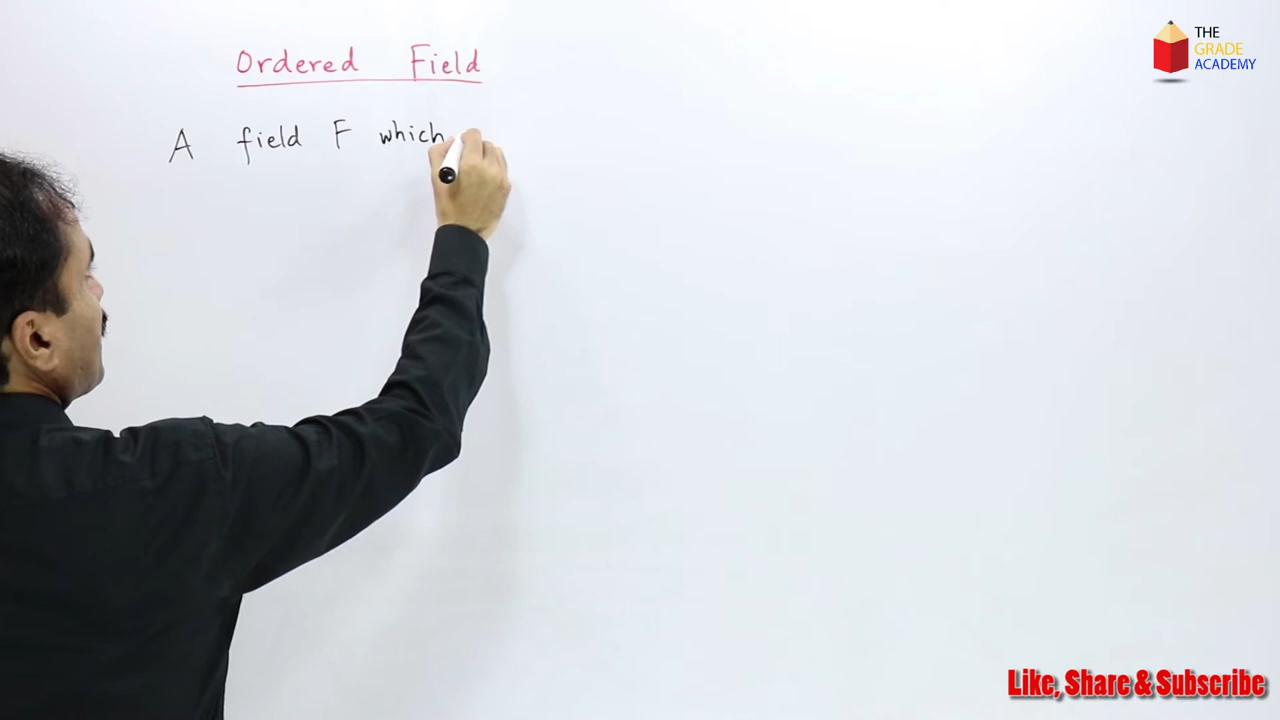 Ordered Field
A field F which
THE
GRADE
ACADEMY
Like, Share & Subscribe